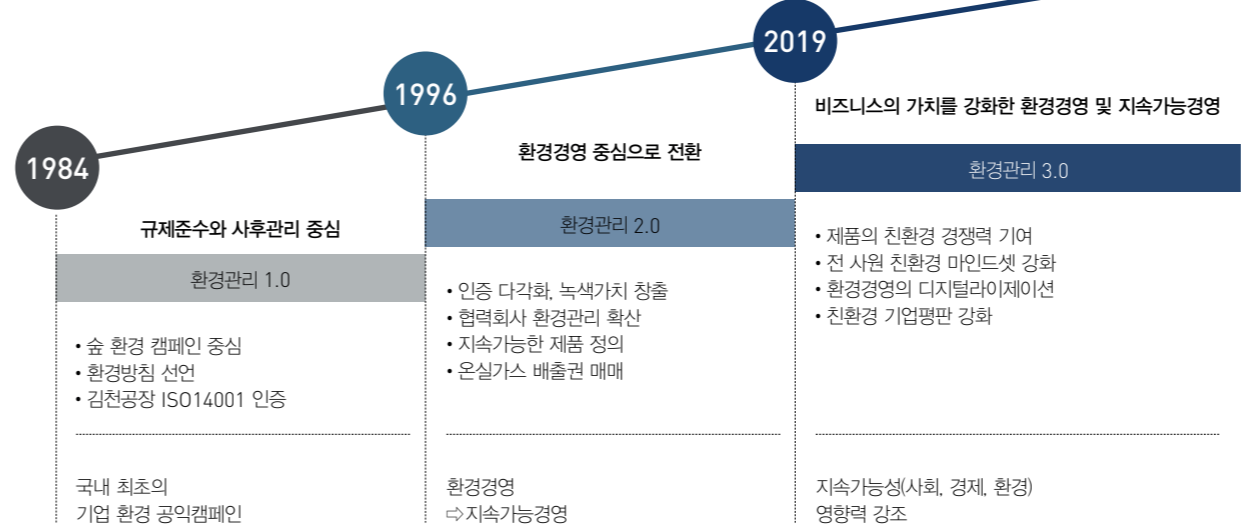 1984
규제준수와 사후관리 중심
환경관리 1.0
• 숲 환경 캠페인 중심
• 환경방침 선언
• 김천공장 ISO14001 인증
국내 최초의
기업 환경 공익캠페인
1996
환경경영 중심으로 전환
환경관리 2.0
• 인증 다각화, 녹색가치 창출
• 협력회사 환경관리 확산
• 지속가능한 제품 정의
• 온실가스 배출권 매매
환경경영
⇨지속가능경영
2019
비즈니스의 가치를 강화한 환경경영 및 지속가능경영
환경관리 3.0
• 제품의 친환경 경쟁력 기여
• 전 사원 친환경 마인드셋 강화
• 환경경영의 디지털라이제이션
• 친환경 기업평판 강화
지속가능성(사회, 경제, 환경)
영향력 강조